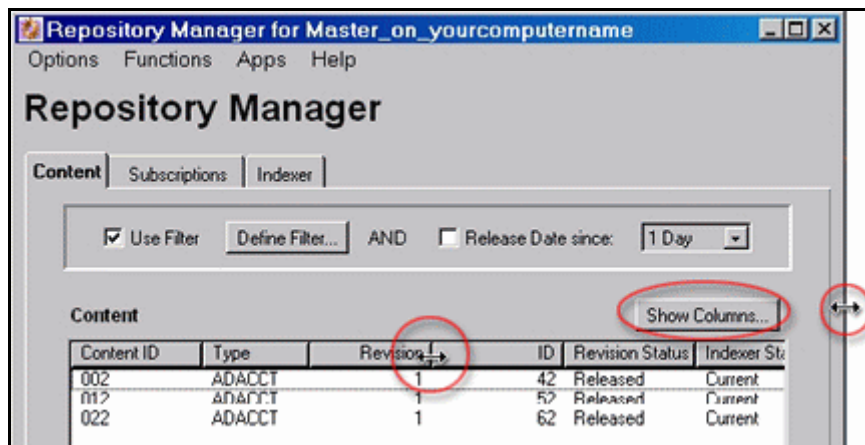 Repository Manager for Master_on_yourcomputername
Options Functions Apps Help
Repository Manager
Content Subscriptions Indexer
Use Filter Define Filter... AND Release Date since: 1 Day
Content Show Columns...
Content ID Type Revision ID Revision Status Indexer Sta
002 ADACCT 1 42 Released Current
012 ADACCT 1 52 Released Current
022 ADACCT 1 62 Released Current